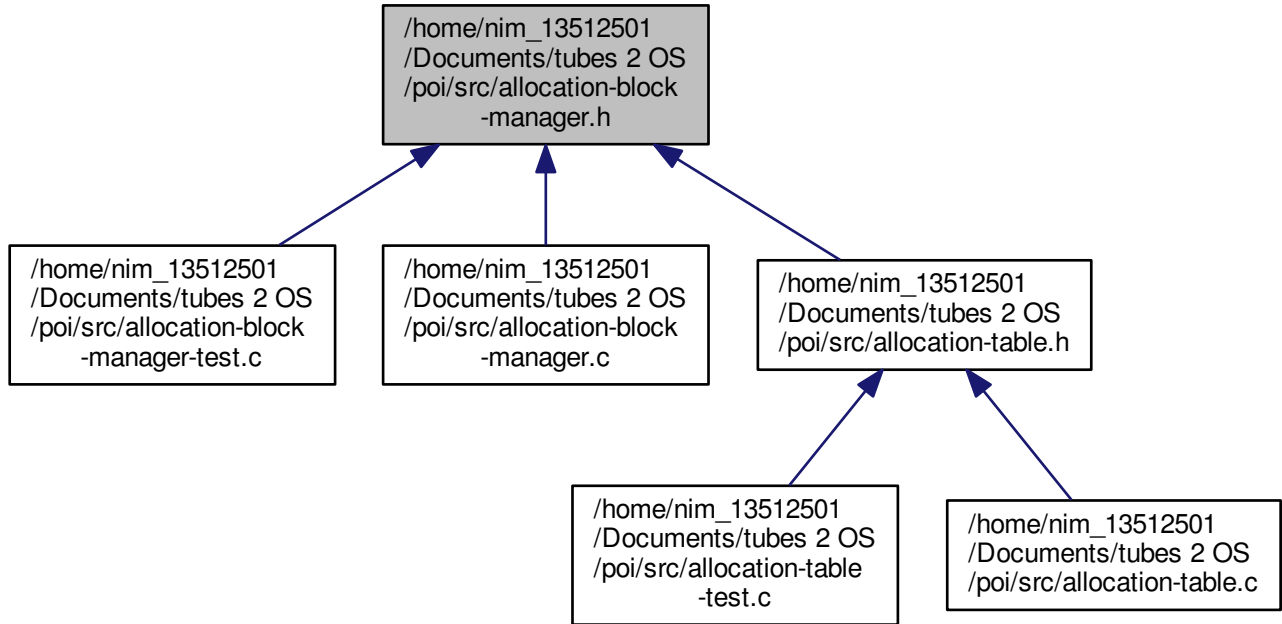 /home/nim_13512501
/Documents/tubes 2 OS
/poi/src/allocation-block
-manager.h
/home/nim_13512501
/Documents/tubes 2 OS
/poi/src/allocation-block
-manager-test.c
/home/nim_13512501
/Documents/tubes 2 OS
/poi/src/allocation-block
-manager.c
/home/nim_13512501
/Documents/tubes 2 OS
/poi/src/allocation-table.h
/home/nim_13512501
/Documents/tubes 2 OS
/poi/src/allocation-table
-test.c
/home/nim_13512501
/Documents/tubes 2 OS
/poi/src/allocation-table.c